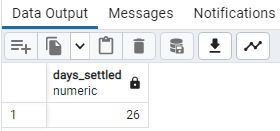 Data Output Messages Notifications
days_settled
numeric
1 26